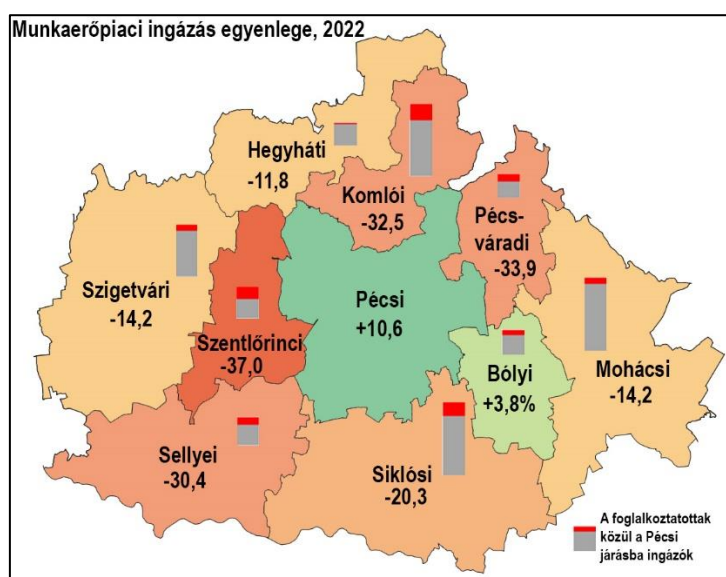 Munkaerőpiaci ingázás egyenlege, 2022
Hegyháti
-11,8
Komlói
-32,5
Pécs-
váradi
-33,9
Szigetvári
-14,2
Szentlőrinci
-37,0
Pécsi
+10,6
Bólyi
+3,8%
Mohácsi
-14,2
Sellyei
-30,4
Siklósi
-20,3
A foglalkoztatottak
közül a Pécsi
járásba ingázók